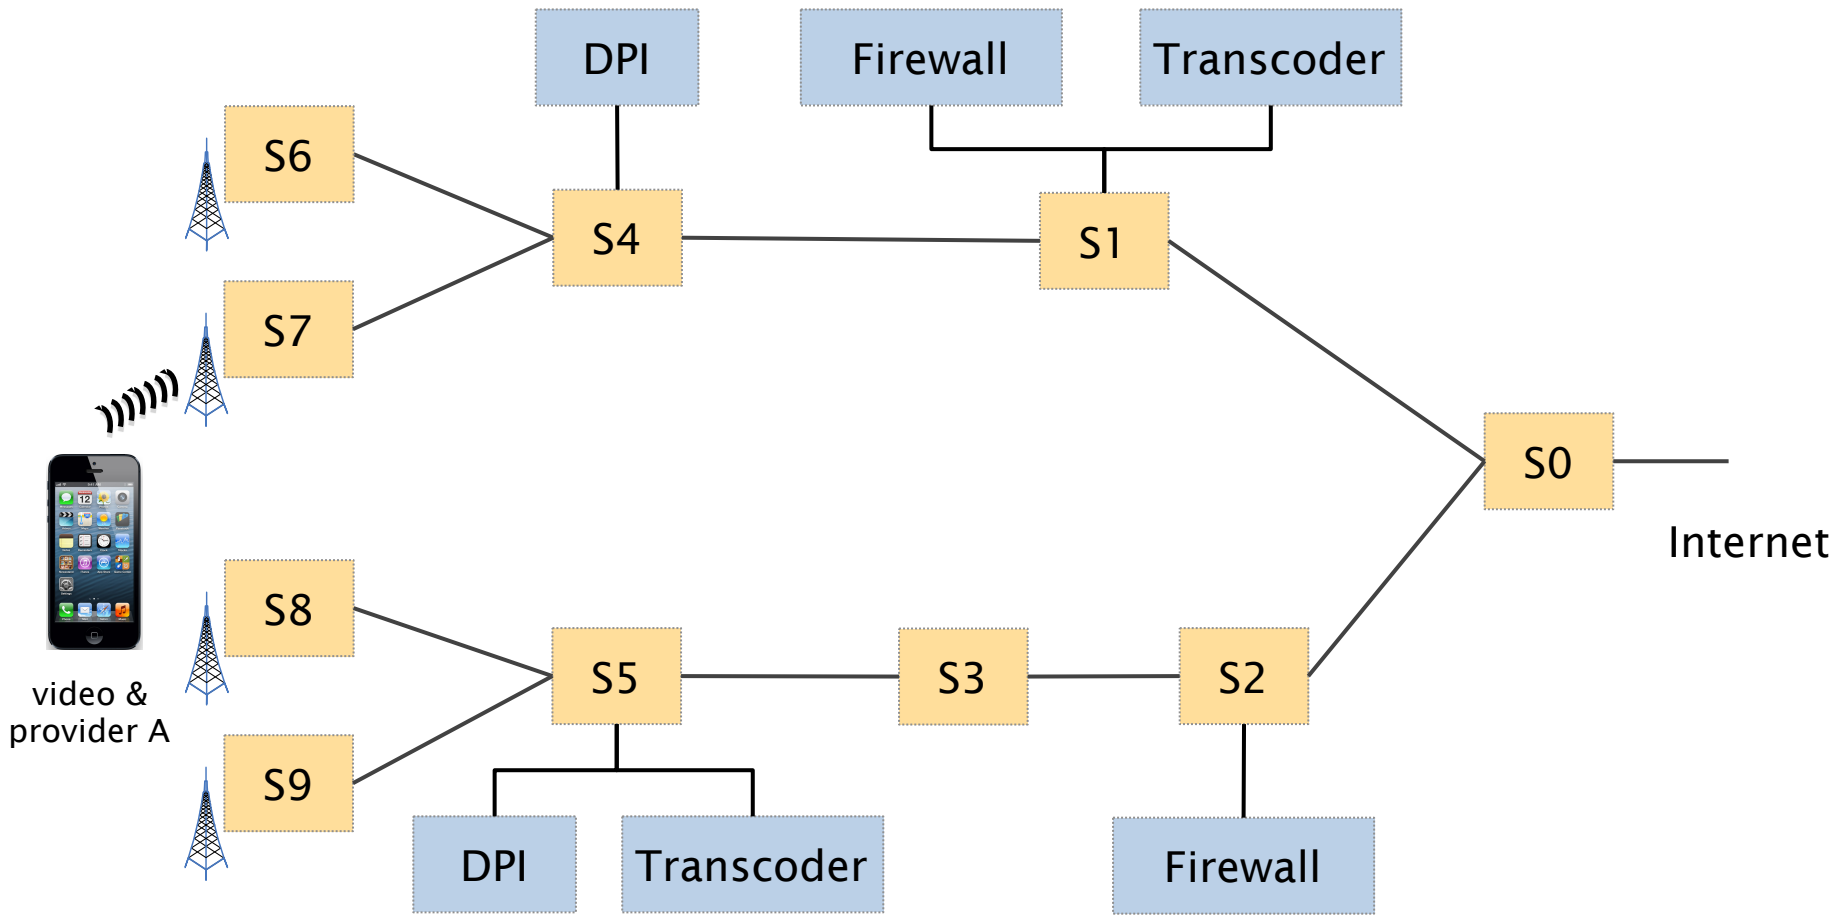 DPI
Firewall
Transcoder
S6
S4
S1
S7
S0
Internet
S8
S5
S3
S2
video &
provider A
S9
DPI
Transcoder
Firewall